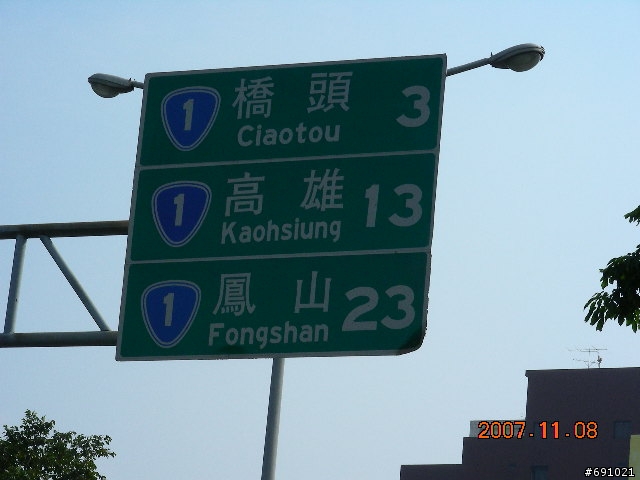 1 橋頭 3
Ciaotou
1 高雄 13
Kaohsiung
1 鳳山 23
Fongshan
2007.11.08
#691021